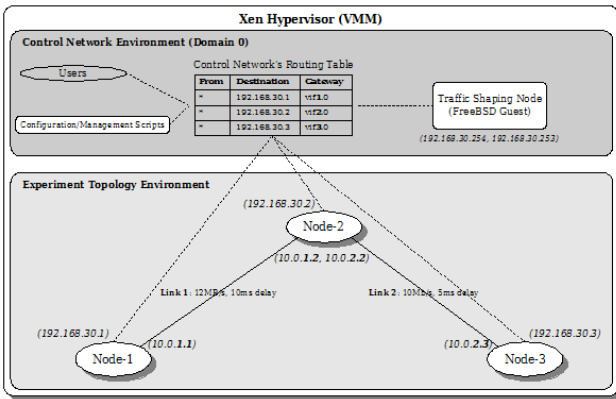 Xen Hypervisor (VMM)
Control Network Environment (Domain 0)
Users
Configuration/Management Scripts
Control Network's Routing Table
From Destination Gateway
* 192.168.30.1 vif1.0
* 192.168.30.2 vif2.0
* 192.168.30.3 vif3.0
Traffic Shaping Node
(FreeBSD Guest)
(192.168.30.254, 192.168.30.253)
Experiment Topology Environment
(192.168.30.2)
Node-2
(10.0.1.2, 10.0.2.2)
Link 1: 12MB/s, 10ms delay
Link 2: 10Mb/s, 5ms delay
(192.168.30.1)
(10.0.1.1)
Node-1
(192.168.30.3)
(10.0.2.3)
Node-3